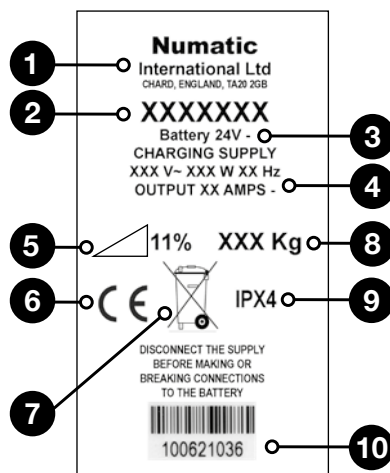 Numatic
1
International Ltd
CHARD, ENGLAND, TA20 2GB
2
XXXXXXX
Battery 24V -
3
CHARGING SUPPLY
XXX V~ XXX W XX Hz
OUTPUT XX AMPS -
4
5
11%
XXX Kg
8
6
CE
IPX4
9
7
DISCONNECT THE SUPPLY
BEFORE MAKING OR
BREAKING CONNECTIONS
TO THE BATTERY
100621036
10